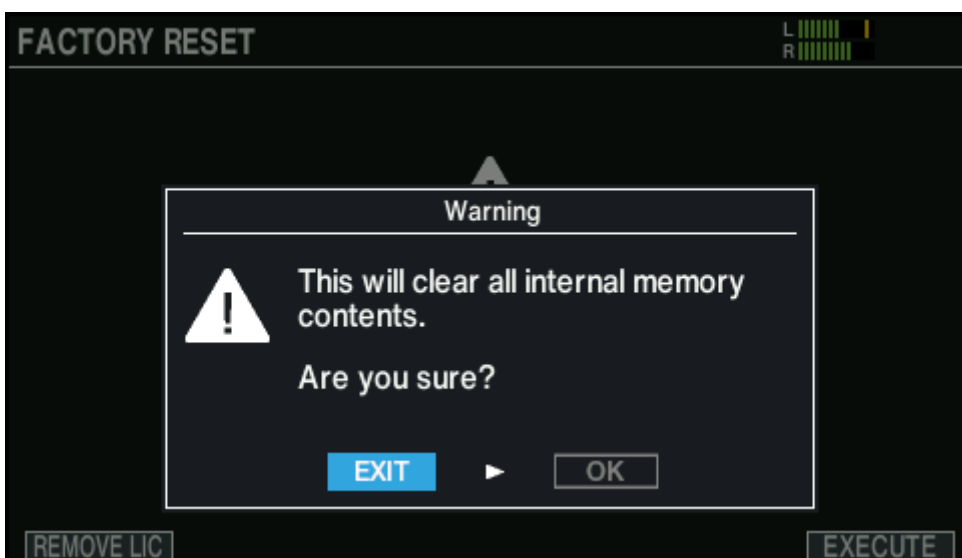 FACTORY RESET
L
R
Warning
This will clear all internal memory
contents.
Are you sure?
EXIT
OK
REMOVE LIC
EXECUTE